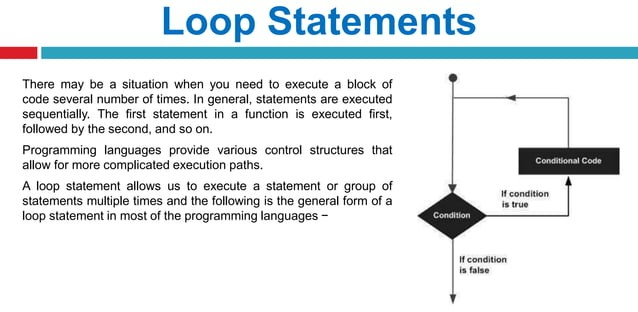 Loop Statements
There may be a situation when you need to execute a block of
code several number of times. In general, statements are executed
sequentially. The first statement in a function is executed first,
followed by the second, and so on.
Programming languages provide various control structures that
allow for more complicated execution paths.
A loop statement allows us to execute a statement or group of
statements multiple times and the following is the general form of a
loop statement in most of the programming languages −
Conditional Code
If condition
is true
Condition
If condition
is false